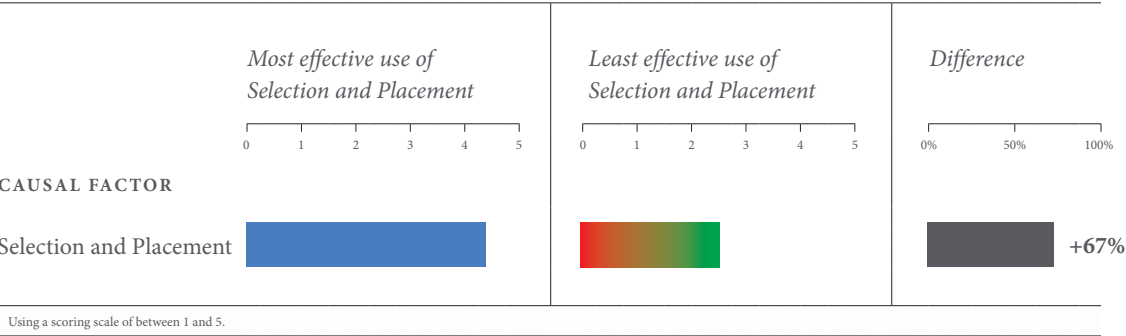 Most effective use of
Selection and Placement
Least effective use of
Selection and Placement
Difference
0 1 2 3 4 5
0 1 2 3 4 5
0% 50% 100%
CAUSAL FACTOR
Selection and Placement
+67%
Using a scoring scale of between 1 and 5.